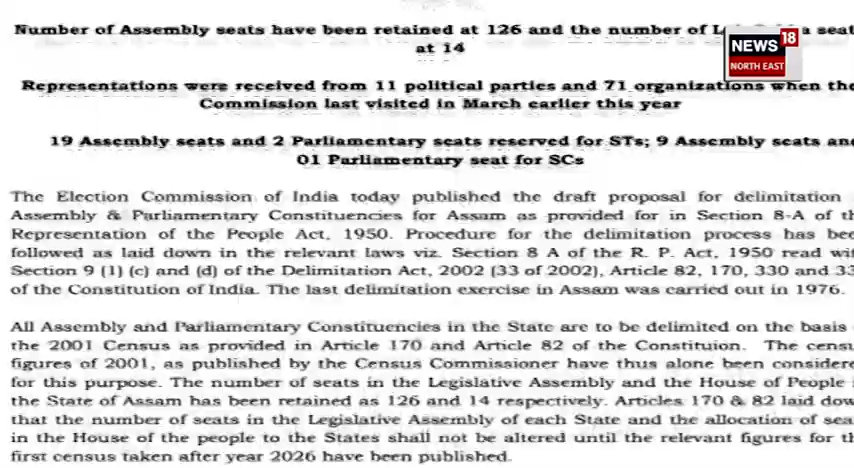 Number of Assembly seats have been retained at 126 and the number of L a seat
at 14
NEWS 18
NORTH EAST
Representations were received from 11 political parties and 71 organizations when the
Commission last visited in March earlier this year
19 Assembly seats and 2 Parliamentary seats reserved for STs; 9 Assembly seats and
01 Parliamentary seat for SCs
The Election Commission of India today published the draft proposal for delimitation
Assembly & Parliamentary Constituencies for Assam as provided for in Section 8-A of th
Representation of the People Act, 1950. Procedure for the delimitation process has bee
followed as laid down in the relevant laws viz. Section 8 A of the R. P. Act, 1950 read wit
Section 9 (1) (c) and (d) of the Delimitation Act, 2002 (33 of 2002), Article 82, 170, 330 and 33
of the Constitution of India. The last delimitation exercise in Assam was carried out in 1976.
All Assembly and Parliamentary Constituencies in the State are to be delimited on the basis
the 2001 Census as provided in Article 170 and Article 82 of the Constituion. The censu
figures of 2001, as published by the Census Commissioner have thus alone been considere
for this purpose. The number of seats in the Legislative Assembly and the House of People
the State of Assam has been retained as 126 and 14 respectively. Articles 170 & 82 laid dow
that the number of seats in the Legislative Assembly of each State and the allocation of sea
in the House of the people to the States shall not be altered until the relevant figures for th
first census taken after year 2026 have been published.